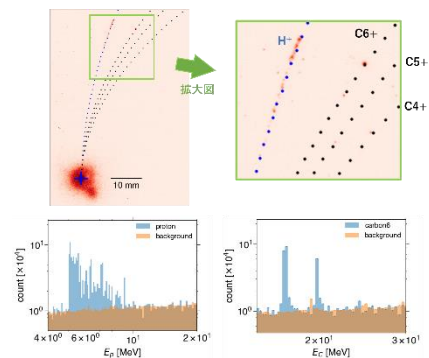 H⁺
C6+
C5+
C4+
拡大図
10 mm
proton
background
count [×10⁴]
10¹
10⁰
4×10⁰ 6×10⁰ 10¹ 2×10¹
Eₚ [MeV]
carbon6
background
count [×10⁴]
10¹
10⁰
2×10¹ 3×10¹
E_C [MeV]